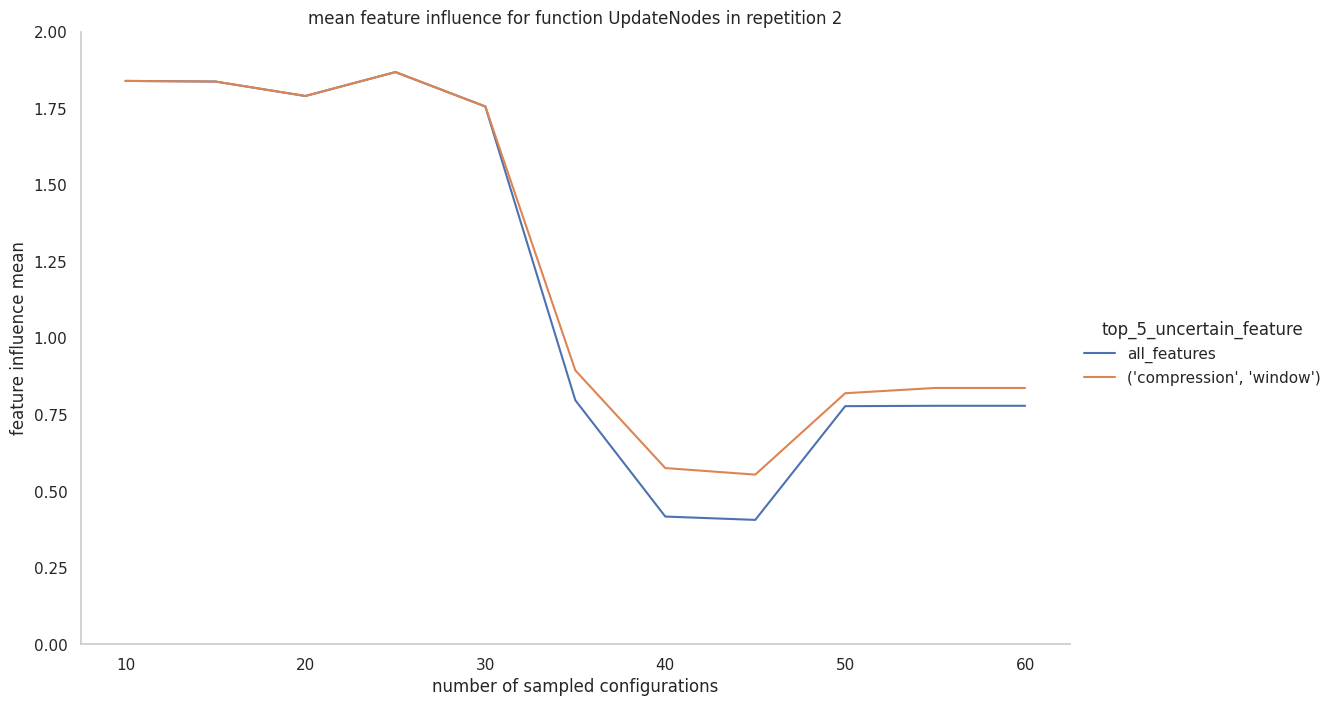 mean feature influence for function UpdateNodes in repetition 2
2.00
1.75
1.50
1.25
1.00
0.75
0.50
0.25
0.00
feature influence mean
10 20 30 40 50 60
number of sampled configurations
top_5_uncertain_feature
all_features
('compression', 'window')